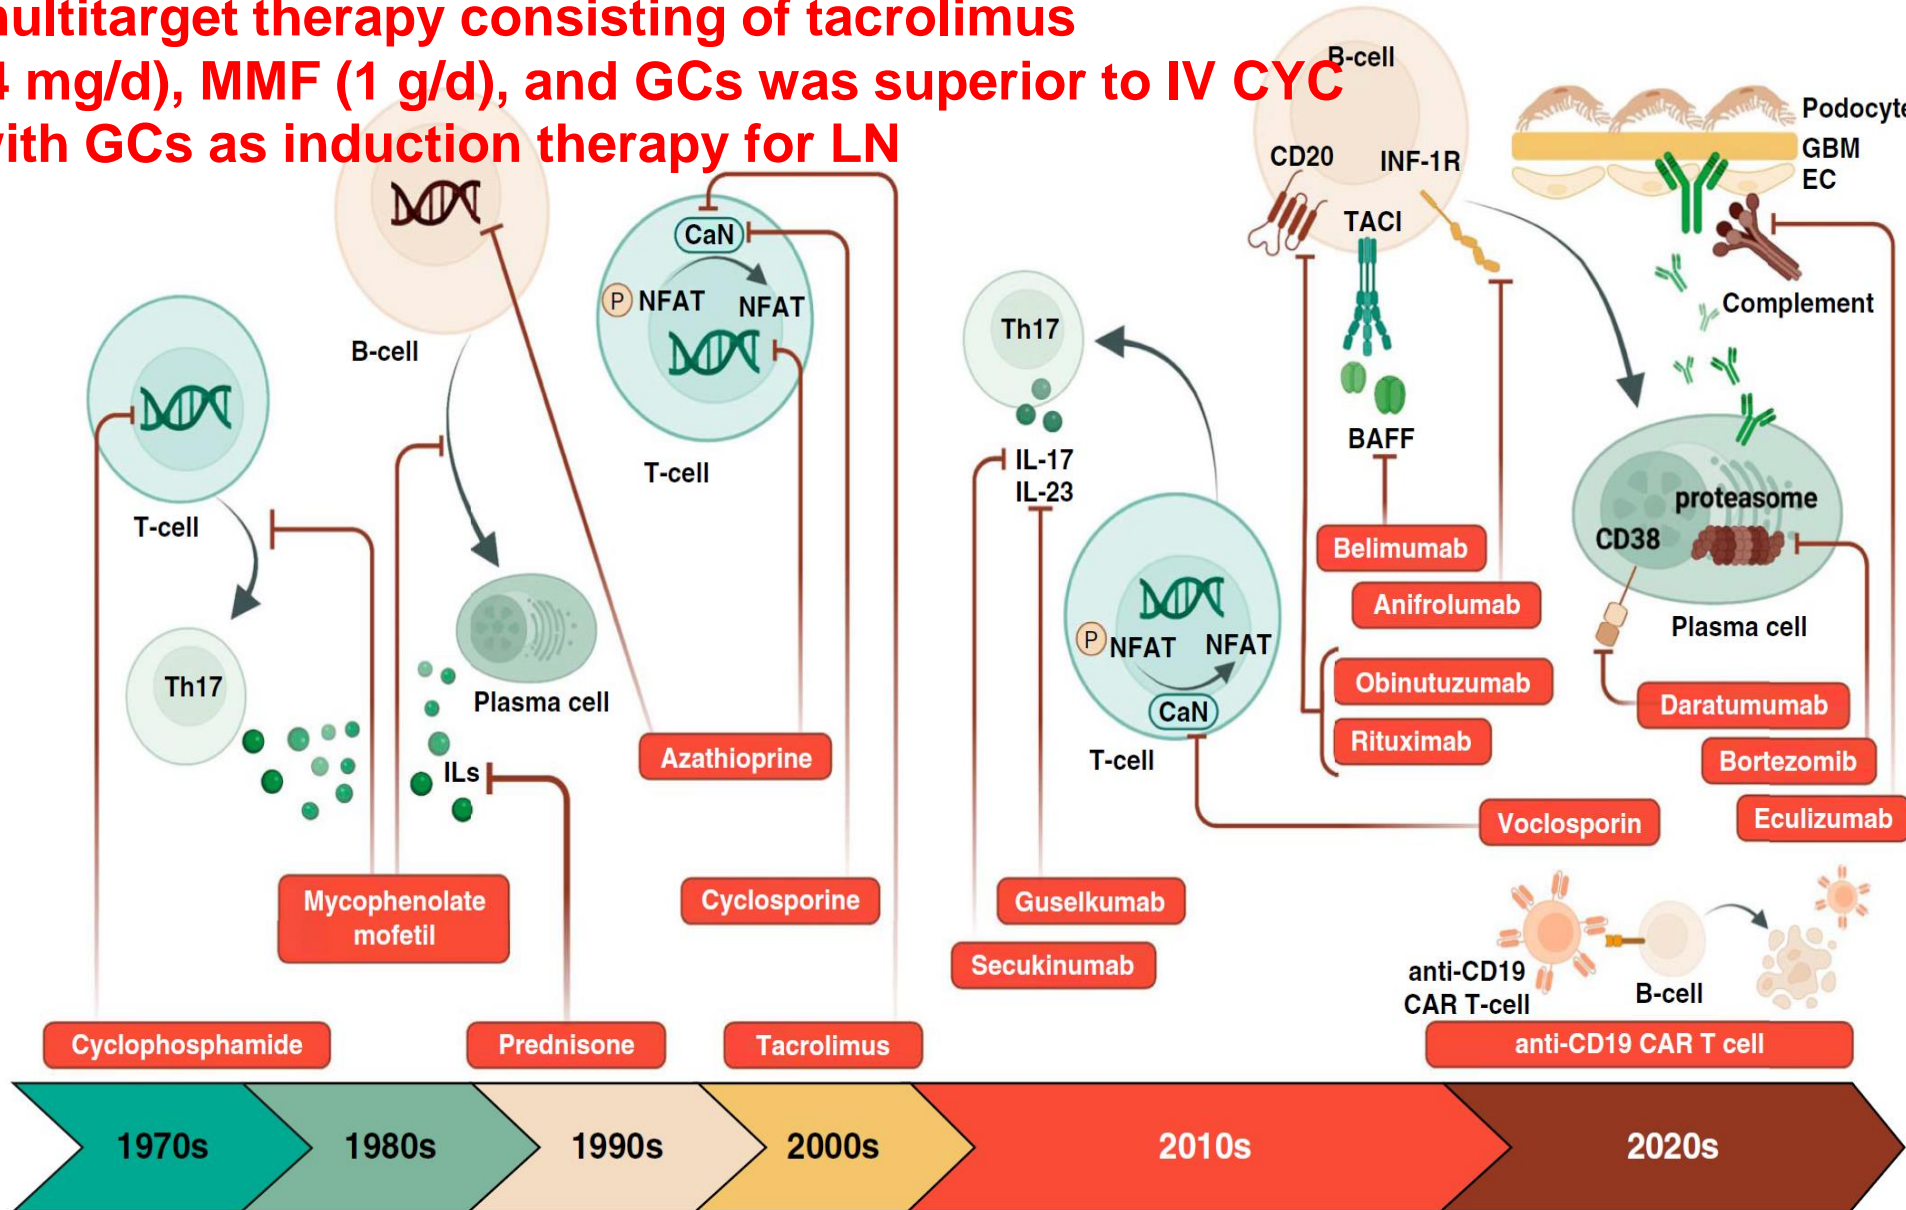 multitarget therapy consisting of tacrolimus
4 mg/d), MMF (1 g/d), and GCs was superior to IV CYC
with GCs as induction therapy for LN
T-cell
Th17
B-cell
Plasma cell
ILs
CaN
P NFAT
NFAT
T-cell
Azathioprine
Mycophenolate
mofetil
Cyclosporine
Cyclophosphamide
Prednisone
Tacrolimus
Th17
IL-17
IL-23
P NFAT
NFAT
CaN
T-cell
Guselkumab
Secukinumab
B-cell
CD20
INF-1R
TACI
BAFF
Belimumab
Anifrolumab
Obinutuzumab
Rituximab
Voclosporin
Podocyte
GBM
EC
Complement
proteasome
CD38
Plasma cell
Daratumumab
Bortezomib
Eculizumab
anti-CD19
CAR T-cell
B-cell
anti-CD19 CAR T cell
1970s
1980s
1990s
2000s
2010s
2020s